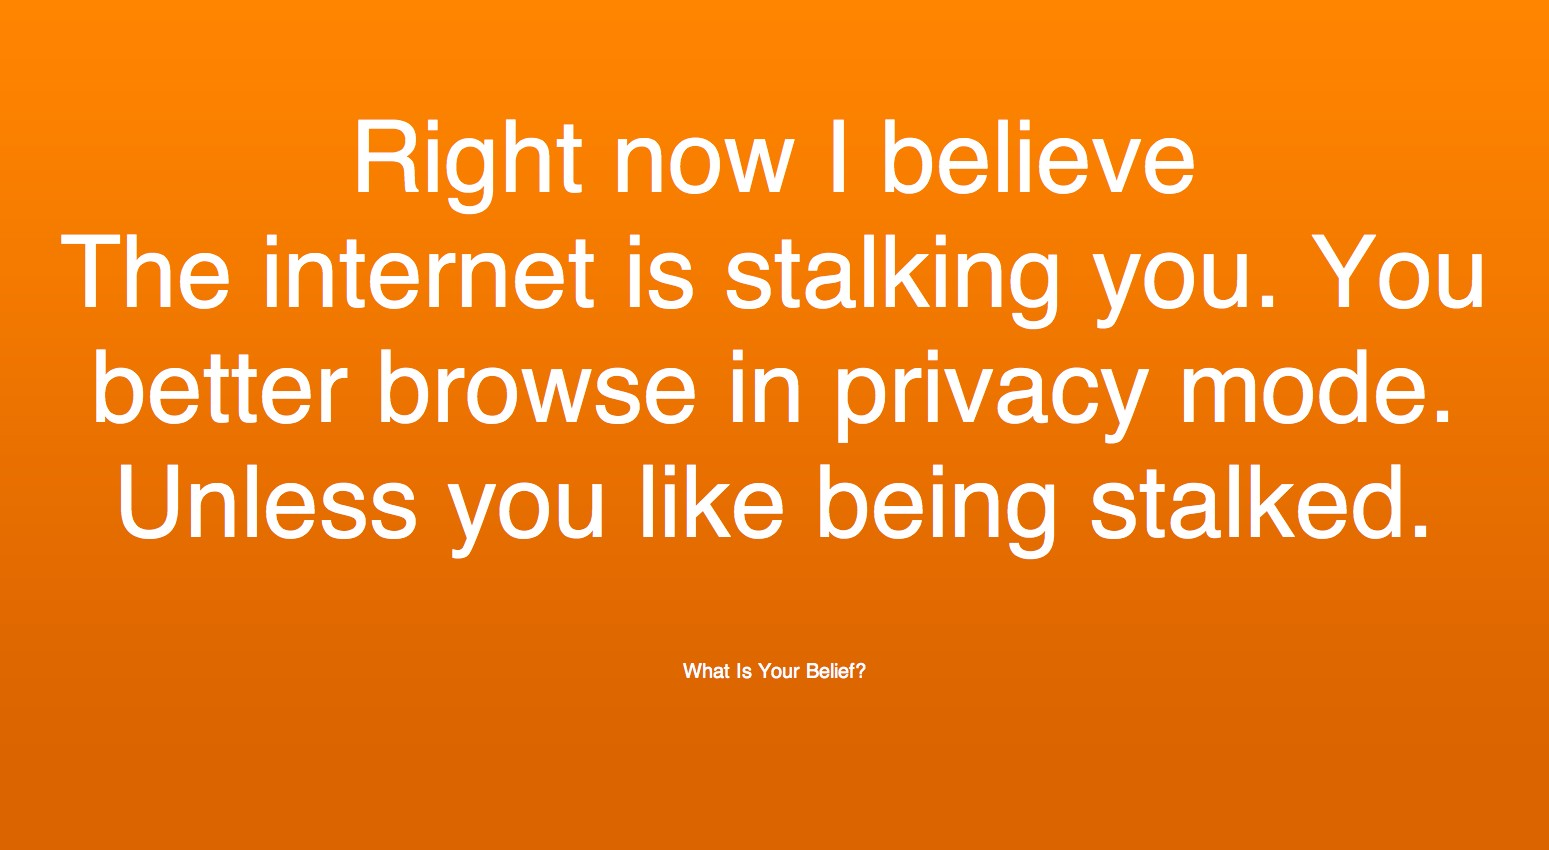 Right now I believe
The internet is stalking you. You
better browse in privacy mode.
Unless you like being stalked.
What Is Your Belief?